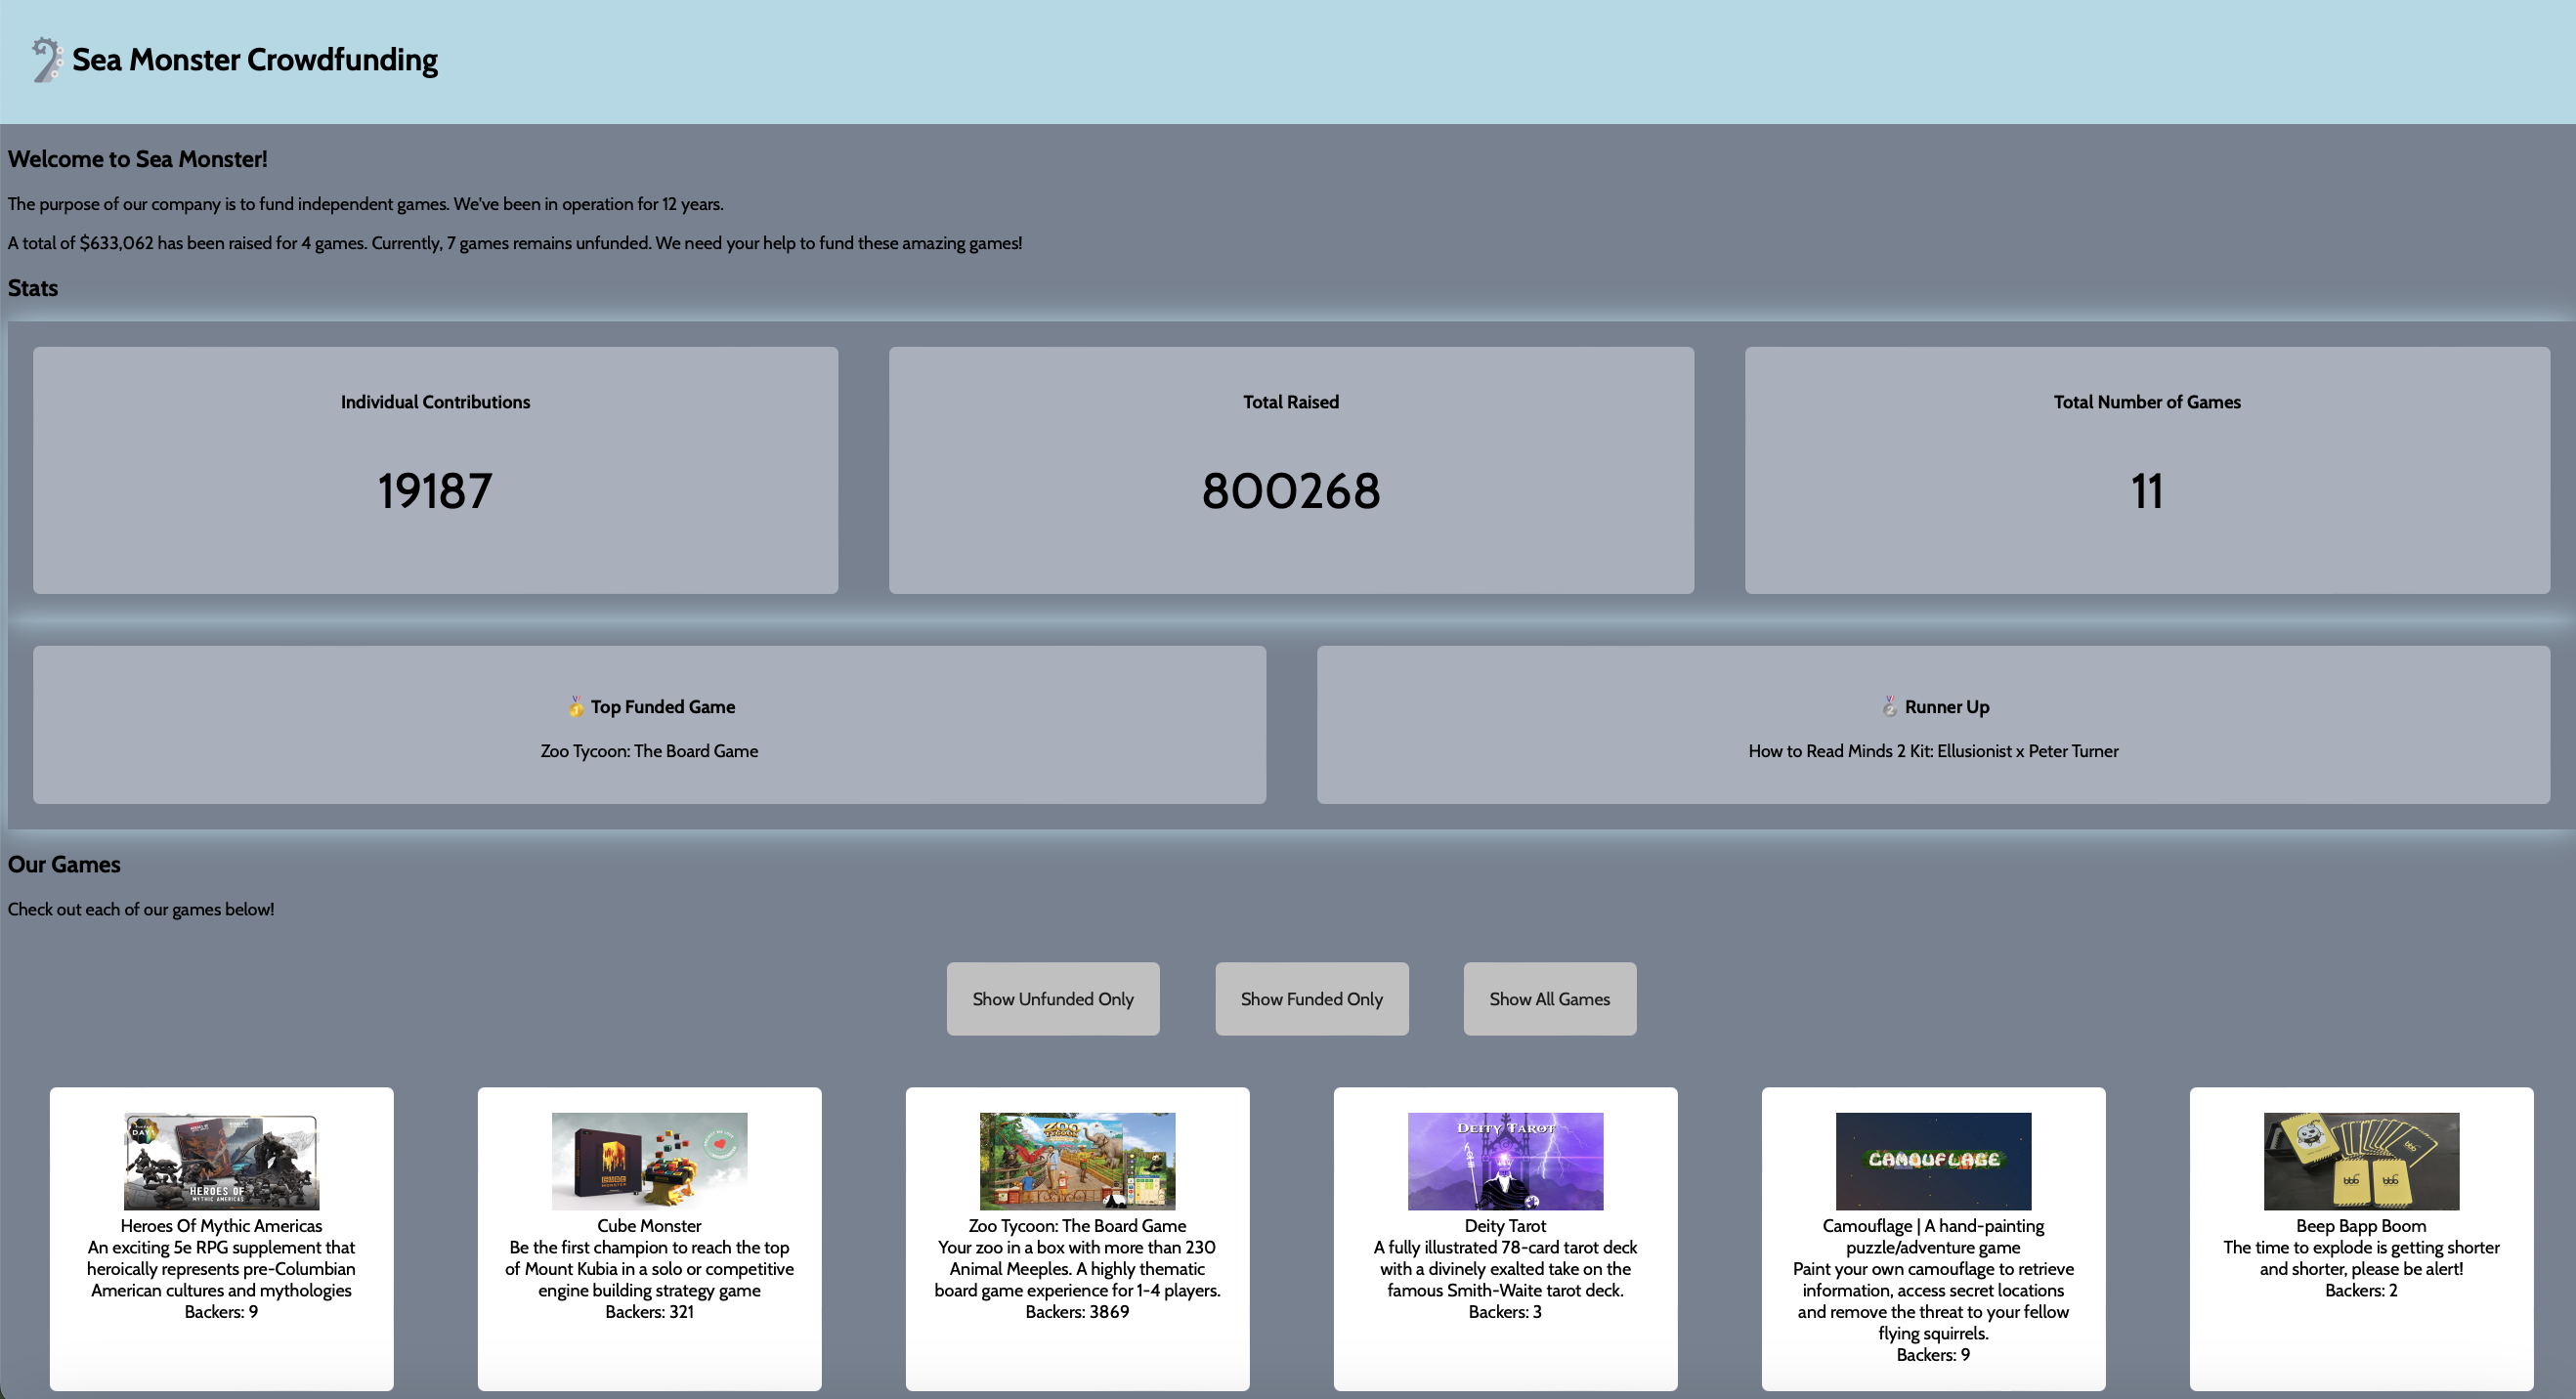 Sea Monster Crowdfunding
Welcome to Sea Monster!
The purpose of our company is to fund independent games. We've been in operation for 12 years.
A total of $633,062 has been raised for 4 games. Currently, 7 games remains unfunded. We need your help to fund these amazing games!
Stats
Individual Contributions
19187
Total Raised
800268
Total Number of Games
11
Top Funded Game
Zoo Tycoon: The Board Game
Runner Up
How to Read Minds 2 Kit: Ellusionist x Peter Turner
Our Games
Check out each of our games below!
Show Unfunded Only
Show Funded Only
Show All Games
DAY
HEROES OF
MYTHIC AMERICAS
Heroes Of Mythic Americas
An exciting 5e RPG supplement that
heroically represents pre-Columbian
American cultures and mythologies
Backers: 9
Cube Monster
Be the first champion to reach the top
of Mount Kubia in a solo or competitive
engine building strategy game
Backers: 321
ZOO
TYCOON
Zoo Tycoon: The Board Game
Your zoo in a box with more than 230
Animal Meeples. A highly thematic
board game experience for 1-4 players.
Backers: 3869
DEITY TAROT
Deity Tarot
A fully illustrated 78-card tarot deck
with a divinely exalted take on the
famous Smith-Waite tarot deck.
Backers: 3
CAMOUFLAGE
Camouflage | A hand-painting
puzzle/adventure game
Paint your own camouflage to retrieve
information, access secret locations
and remove the threat to your fellow
flying squirrels.
Backers: 9
Beep Bapp Boom
The time to explode is getting shorter
and shorter, please be alert!
Backers: 2